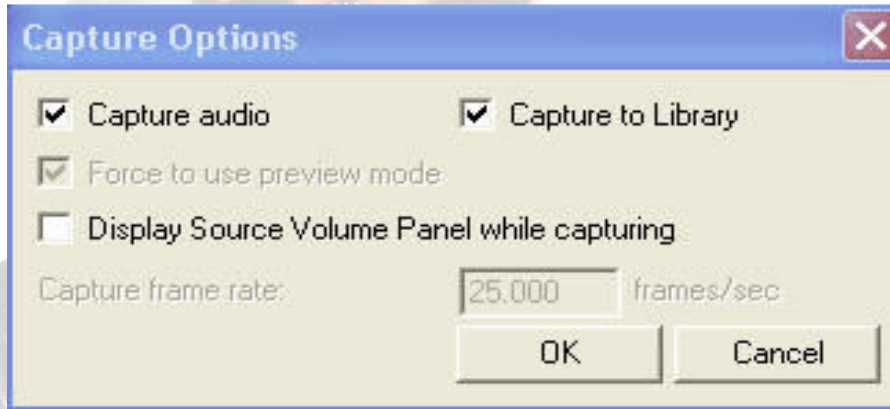 Capture Options
Capture audio Capture to Library
Force to use preview mode
Display Source Volume Panel while capturing
Capture frame rate: 25.000 frames/sec
OK Cancel